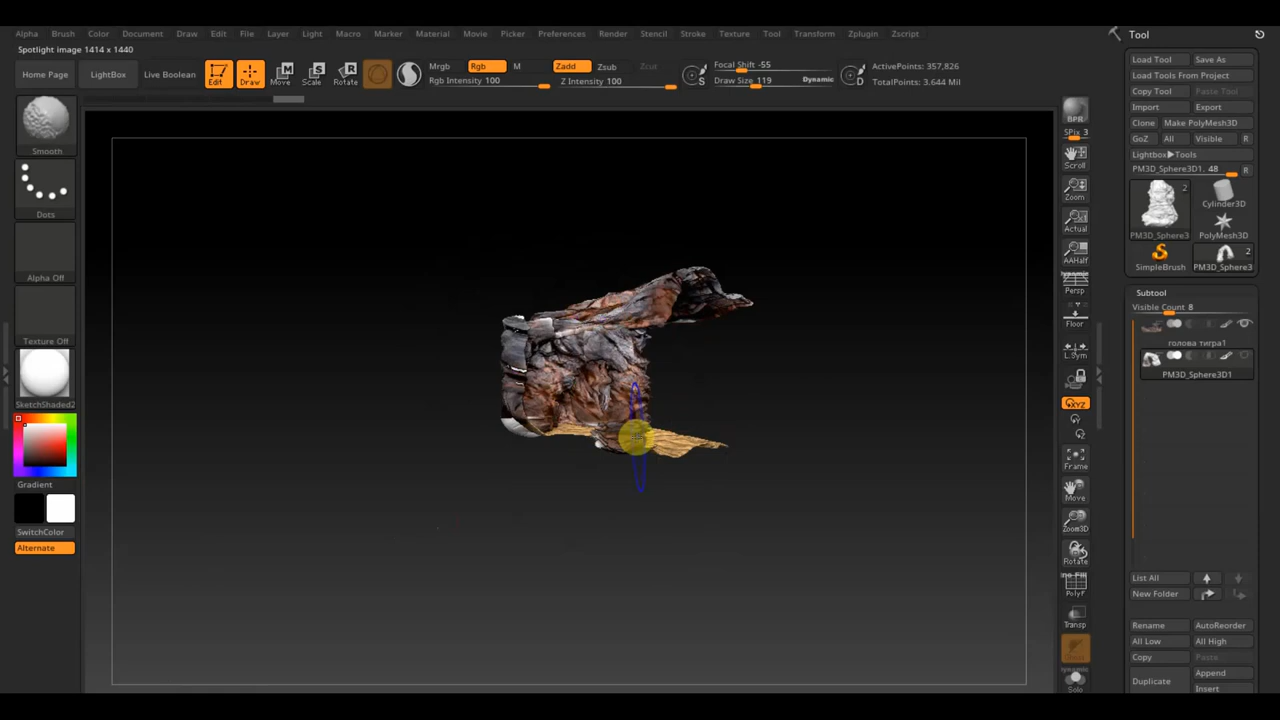 Alpha Brush Color Document Draw Edit File Layer Light Macro Marker Material Movie Picker Preferences Render Stencil Stroke Texture Tool Transform Zplugin Zscript
Tool
Spotlight image 1414 x 1440
Home Page
LightBox
Live Boolean
Edit
Draw
Move
Scale
Rotate
Mrgb
Rgb
M
Rgb Intensity 100
Zadd
Zsub
Zcut
Z Intensity 100
S
Focal Shift -55
Draw Size 119
Dynamic
D
ActivePoints: 357,826
TotalPoints: 3.644 Mil
Smooth
Dots
Alpha Off
Texture Off
SketchShaded2
Gradient
SwitchColor
Alternate
BPR
SPix 3
Scroll
Zoom
Actual
AAHalf
Dynamic
Persp
Floor
L.Sym
XYZ
Y
Z
Frame
Move
Zoom3D
Rotate
PolyF
Transp
Dynamic
Solo
Load Tool
Save As
Load Tools From Project
Copy Tool
Paste Tool
Import
Export
Clone
Make PolyMesh3D
GoZ
All
Visible
R
Lightbox▶Tools
PM3D_Sphere3D1. 48
R
2
PM3D_Sphere3
Cylinder3D
PolyMesh3D
SimpleBrush
2
PM3D_Sphere3
Subtool
Visible Count 8
голова тигра1
PM3D_Sphere3D1
List All
New Folder
Rename
AutoReorder
All Low
All High
Copy
Paste
Duplicate
Append
Insert